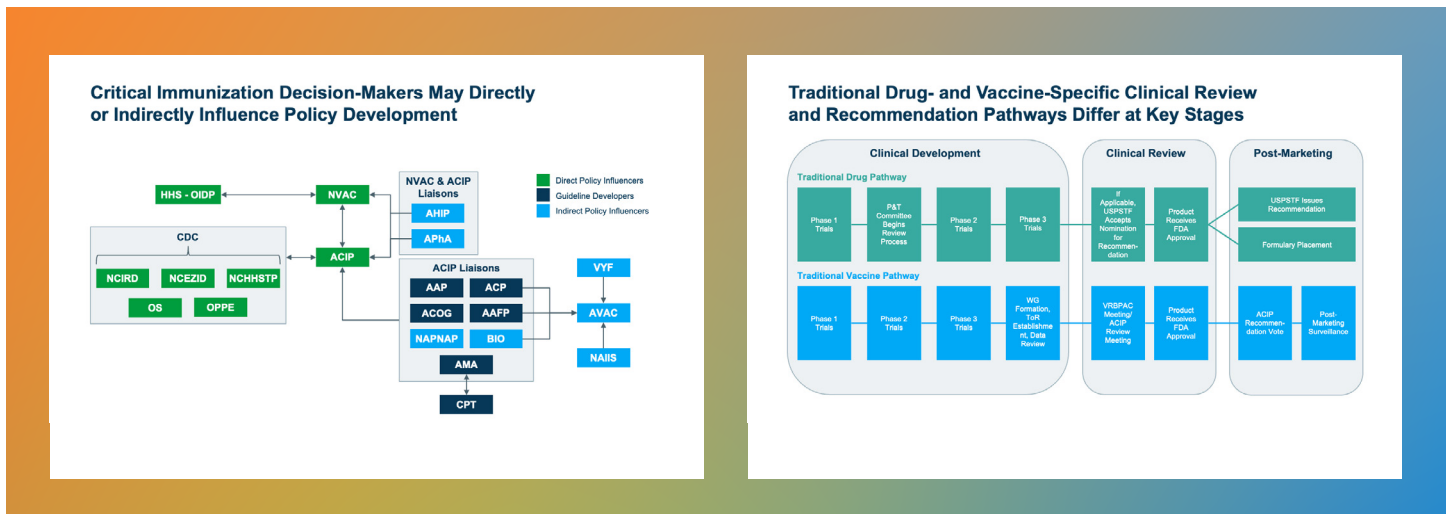 Critical Immunization Decision-Makers May Directly
or Indirectly Influence Policy Development
HHS - OIDP
NVAC
NVAC & ACIP
Liaisons
AHIP
APhA
Direct Policy Influencers
Guideline Developers
Indirect Policy Influencers
CDC
NCIRD
NCEZID
NCHHSTP
OS
OPPE
ACIP
ACIP Liaisons
AAP
ACP
ACOG
AAFP
NAPNAP
BIO
AMA
CPT
VYF
AVAC
NAIIS
Traditional Drug- and Vaccine-Specific Clinical Review
and Recommendation Pathways Differ at Key Stages
Clinical Development
Clinical Review
Post-Marketing
Traditional Drug Pathway
Phase 1
Trials
P&T
Committee
Begins
Review
Process
Phase 2
Trials
Phase 3
Trials
If
Applicable,
USPSTF
Accepts
Nomination
for
Recommen-
dation
Product
Receives
FDA
Approval
USPSTF Issues
Recommendation
Formulary Placement
Traditional Vaccine Pathway
Phase 1
Trials
Phase 2
Trials
Phase 3
Trials
WG
Formation,
ToR
Establishme
nt, Data
Review
VRBPAC
Meeting/
ACIP
Review
Meeting
Product
Receives
FDA
Approval
ACIP
Recommen-
dation Vote
Post-
Marketing
Surveillance